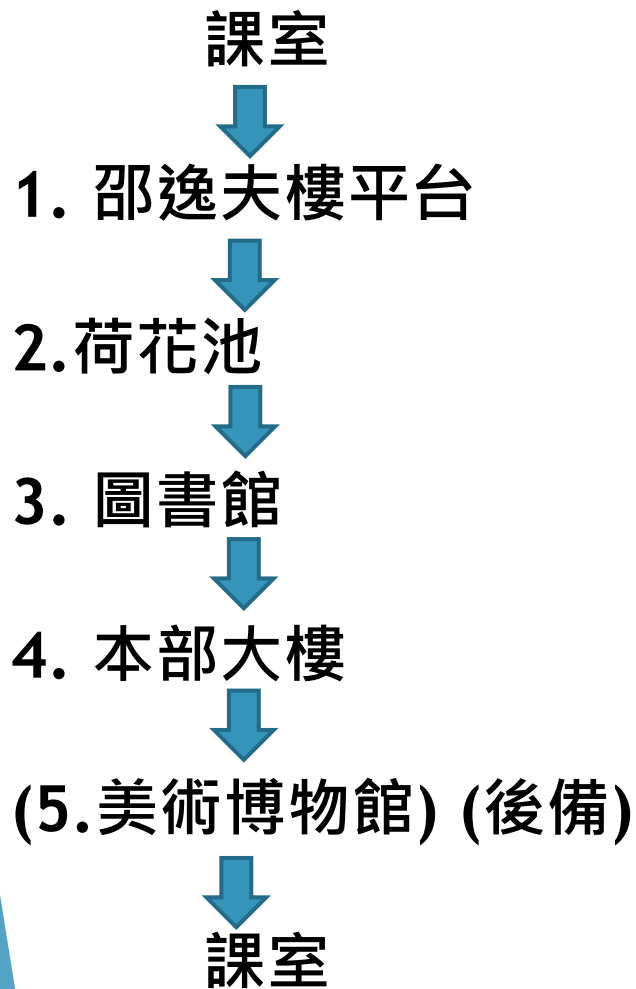 課室
1. 邵逸夫樓平台
2.荷花池
3. 圖書館
4. 本部大樓
(5.美術博物館) (後備)
課室